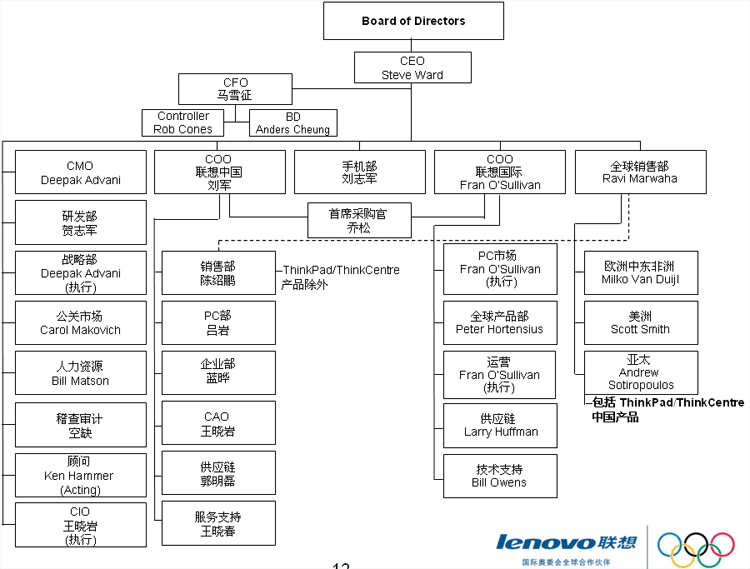 Board of Directors
CEO
Steve Ward
CFO
马雪征
Controller
Rob Cones
BD
Anders Cheung
CMO
Deepak Advani
COO
联想中国
刘军
手机部
刘志军
COO
联想国际
Fran O'Sullivan
全球销售部
Ravi Marwaha
首席采购官
乔松
研发部
贺志军
战略部
Deepak Advani
(执行)
公关市场
Carol Makovich
人力资源
Bill Matson
稽查审计
空缺
顾问
Ken Hammer
(Acting)
CIO
王晓岩
(执行)
销售部
陈绍鹏
ThinkPad/ThinkCentre
产品除外
PC部
吕岩
企业部
蓝晔
CAO
王晓岩
供应链
郭明磊
服务支持
王晓春
PC市场
Fran O'Sullivan
(执行)
全球产品部
Peter Hortensius
运营
Fran O'Sullivan
(执行)
供应链
Larry Huffman
技术支持
Bill Owens
欧洲中东非洲
Milko Van Duijl
美洲
Scott Smith
亚太
Andrew
Sotiropoulos
包括 ThinkPad/ThinkCentre
中国产品
lenovo 联想
国际奥委会全球合作伙伴